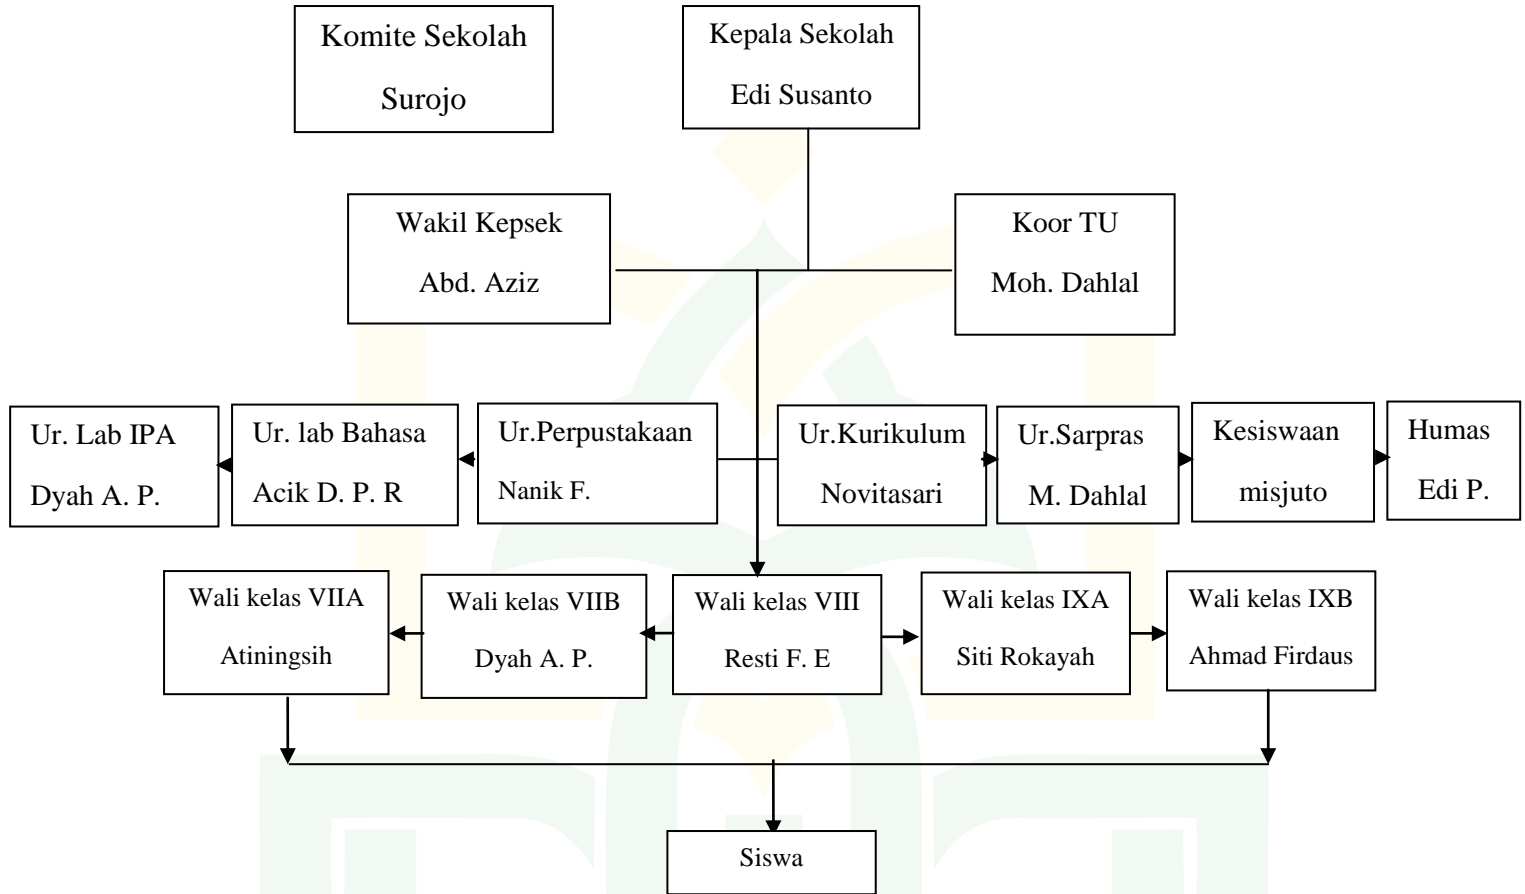 Komite Sekolah
Surojo
Kepala Sekolah
Edi Susanto
Wakil Kepsek
Abd. Aziz
Koor TU
Moh. Dahlal
Ur. Lab IPA
Dyah A. P.
Ur. lab Bahasa
Acik D. P. R
Ur.Perpustakaan
Nanik F.
Ur.Kurikulum
Novitasari
Ur.Sarpras
M. Dahlal
Kesiswaan
misjuto
Humas
Edi P.
Wali kelas VIIA
Atiningsih
Wali kelas VIIB
Dyah A. P.
Wali kelas VIII
Resti F. E
Wali kelas IXA
Siti Rokayah
Wali kelas IXB
Ahmad Firdaus
Siswa